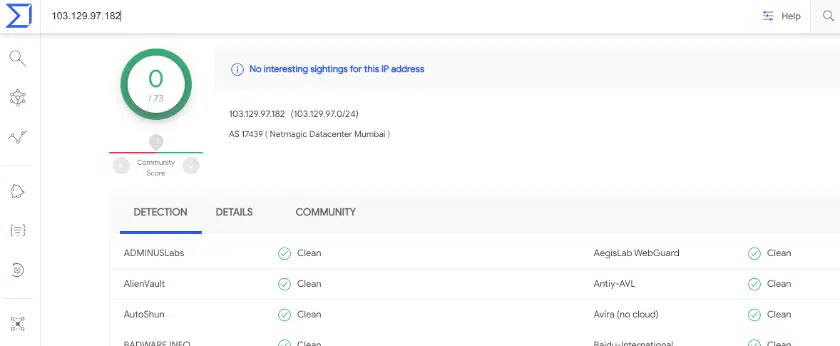 103.129.97.182
Help
0
/ 73
No interesting sightings for this IP address
103.129.97.182 (103.129.97.0/24)
AS 17439 ( Netmagic Datacenter Mumbai )
Community
Score
DETECTION DETAILS COMMUNITY
ADMINUSLabs Clean AegisLab WebGuard Clean
AlienVault Clean Antiy-AVL Clean
AutoShun Clean Avira (no cloud) Clean
BADWARE.INFO Clean Baidu-International Clean